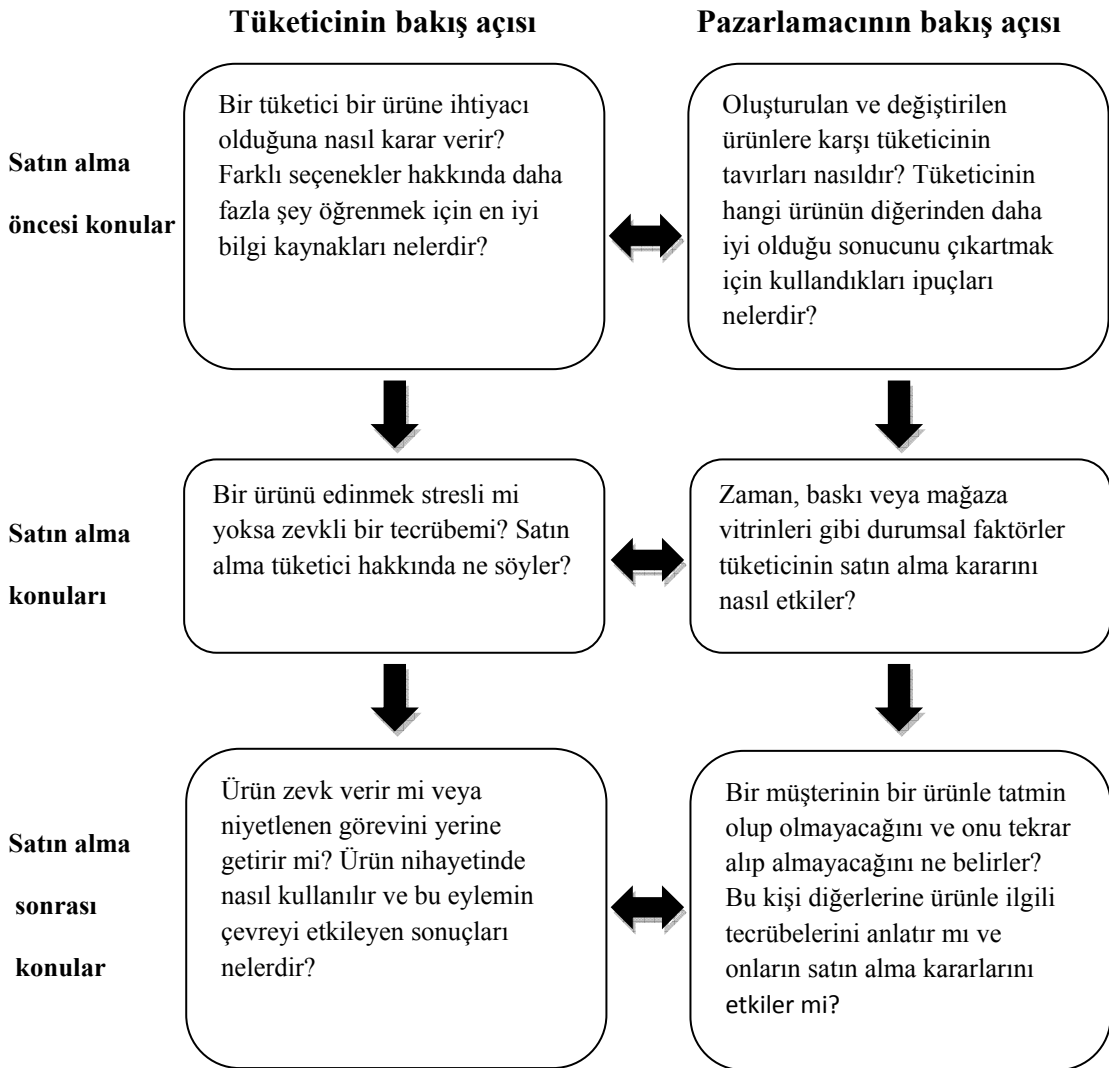 Tüketicinin bakış açısı
Pazarlamacının bakış açısı
Satın alma
öncesi konular
Bir tüketici bir ürüne ihtiyacı
olduğuna nasıl karar verir?
Farklı seçenekler hakkında daha
fazla şey öğrenmek için en iyi
bilgi kaynakları nelerdir?
Oluşturulan ve değiştirilen
ürünlere karşı tüketicinin
tavırları nasıldır? Tüketicinin
hangi ürünün diğerinden daha
iyi olduğu sonucunu çıkartmak
için kullandıkları ipuçları
nelerdir?
Satın alma
konuları
Bir ürünü edinmek stresli mi
yoksa zevkli bir tecrübemi? Satın
alma tüketici hakkında ne söyler?
Zaman, baskı veya mağaza
vitrinleri gibi durumsal faktörler
tüketicinin satın alma kararını
nasıl etkiler?
Satın alma
sonrası
konular
Ürün zevk verir mi veya
niyetlenen görevini yerine
getirir mi? Ürün nihayetinde
nasıl kullanılır ve bu eylemin
çevreyi etkileyen sonuçları
nelerdir?
Bir müşterinin bir ürünle tatmin
olup olmayacağını ve onu tekrar
alıp almayacağını ne belirler?
Bu kişi diğerlerine ürünle ilgili
tecrübelerini anlatır mı ve
onların satın alma kararlarını
etkiler mi?